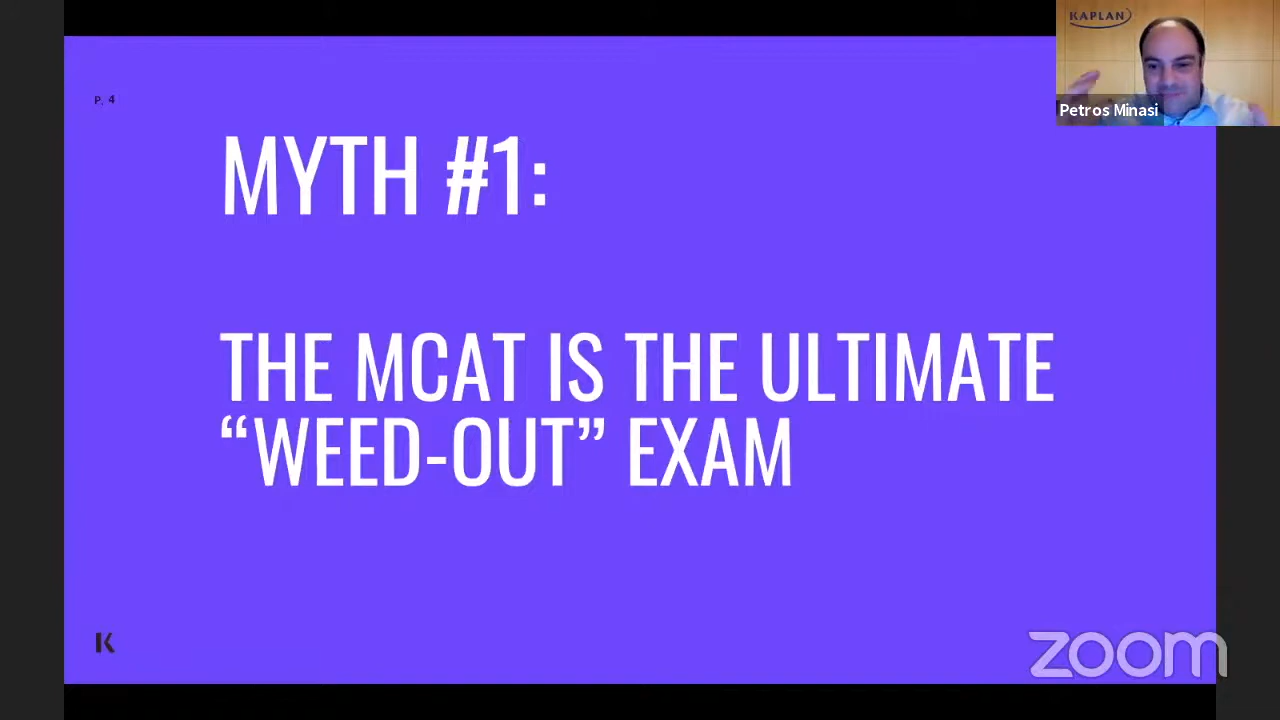 KAPLAN
Petros Minasi
P. 4
MYTH #1:
THE MCAT IS THE ULTIMATE
“WEED-OUT” EXAM
K
zoom